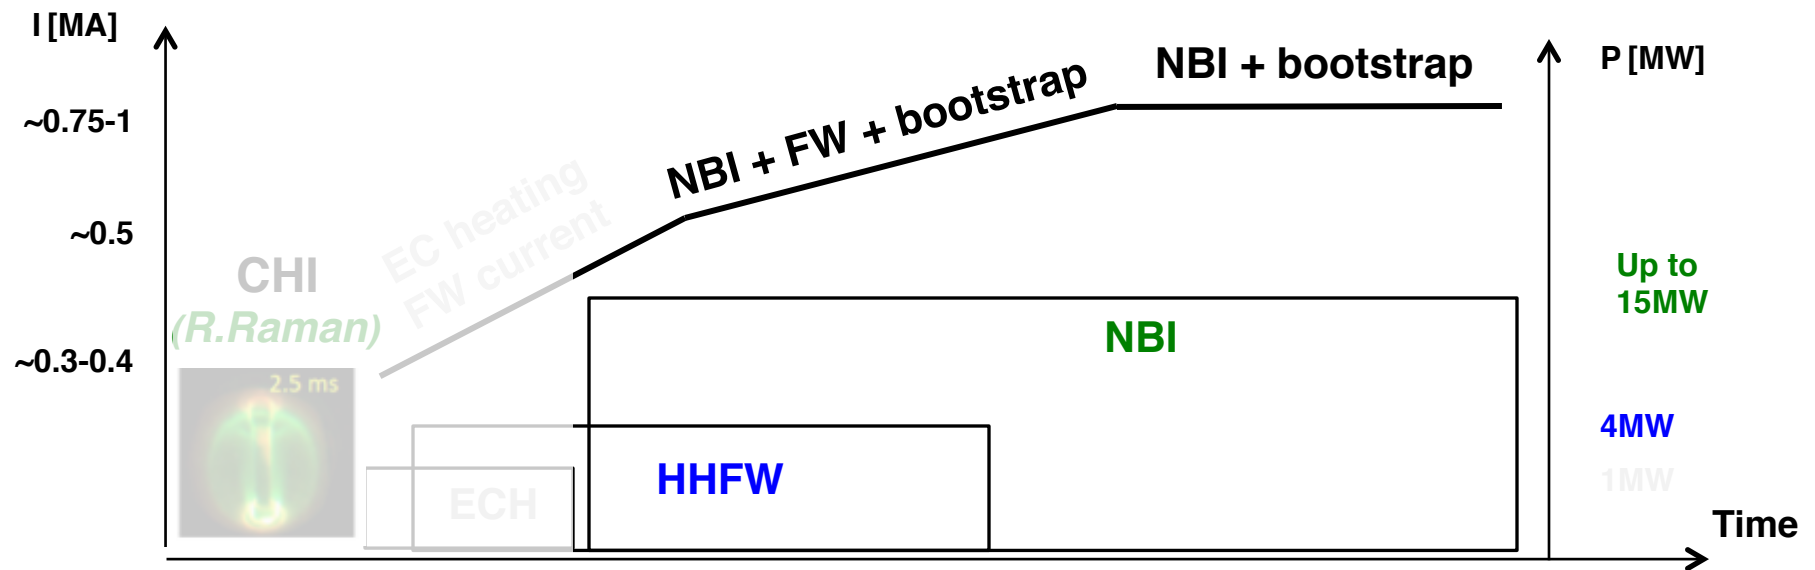 I [MA]
P [MW]
NBI + bootstrap
NBI + FW + bootstrap
~0.75-1
EC heating
FW current
~0.5
CHI
(R.Raman)
Up to
15MW
NBI
~0.3-0.4
2.5 ms
4MW
HHFW
1MW
ECH
Time